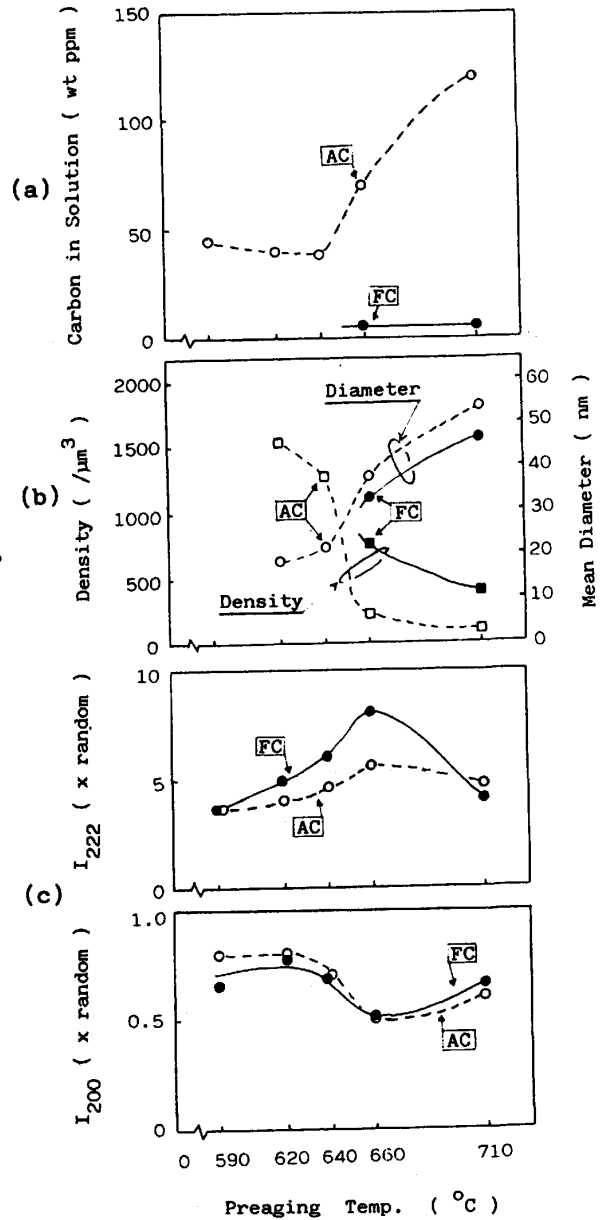 150
100
50
0
Carbon in Solution ( wt ppm )
(a)
AC
FC
2000
1500
1000
500
0
Density ( /μm³ )
(b)
60
50
40
30
20
10
0
Mean Diameter ( nm )
Diameter
AC
FC
Density
10
5
0
I222 ( x random )
FC
AC
(c)
1.0
0.5
0
I200 ( x random )
FC
AC
0 590 620 640 660 710
Preaging Temp. ( °C )